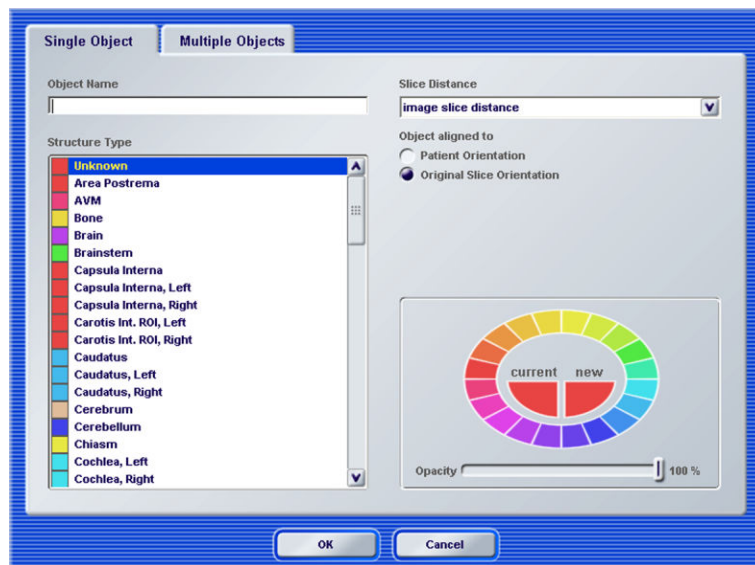 Single Object
Multiple Objects
Object Name
Structure Type
Unknown
Area Postrema
AVM
Bone
Brain
Brainstem
Capsula Interna
Capsula Interna, Left
Capsula Interna, Right
Carotis Int. ROI, Left
Carotis Int. ROI, Right
Caudatus
Caudatus, Left
Caudatus, Right
Cerebrum
Cerebellum
Chiasm
Cochlea, Left
Cochlea, Right
Slice Distance
image slice distance
Object aligned to
Patient Orientation
Original Slice Orientation
current new
Opacity 100 %
OK
Cancel